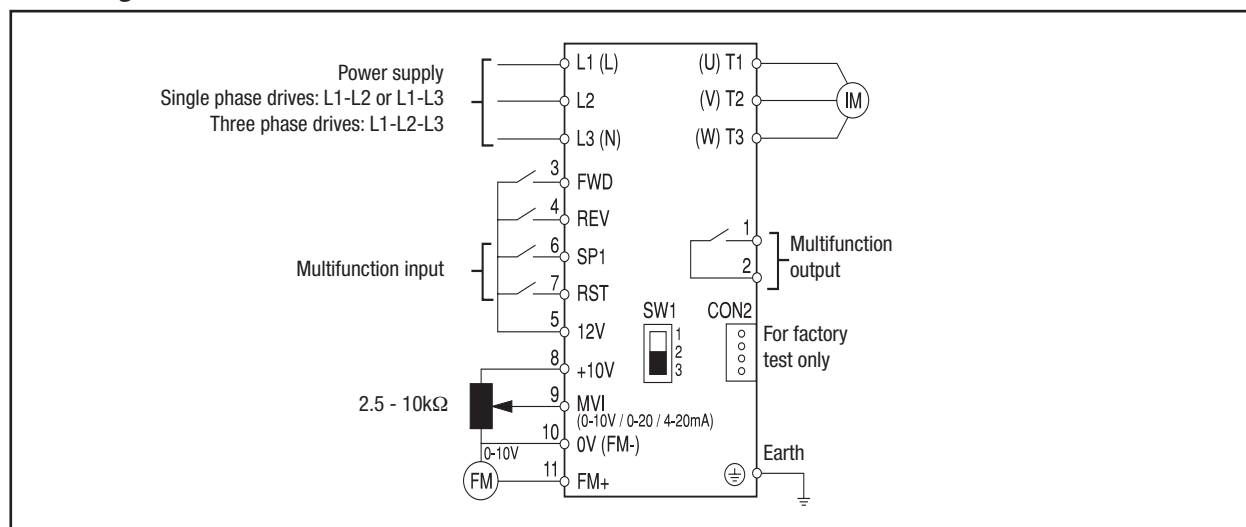 Power supply
Single phase drives: L1-L2 or L1-L3
Three phase drives: L1-L2-L3
L1 (L)
L2
L3 (N)
(U) T1
(V) T2
(W) T3
IM
3 FWD
4 REV
6 SP1
7 RST
5 12V
Multifunction input
1
2
Multifunction
output
SW1
1
2
3
CON2
For factory
test only
8 +10V
9 MVI
(0-10V / 0-20 / 4-20mA)
10 0V (FM-)
11 FM+
2.5 - 10kΩ
0-10V
FM
Earth